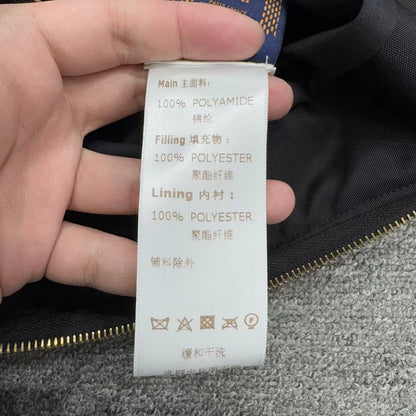 Main 主面料:
100% POLYAMIDE
锦纶
Filling 填充物:
100% POLYESTER
聚酯纤维
Lining 内衬:
100% POLYESTER
聚酯纤维
辅料除外
F
缓和干洗